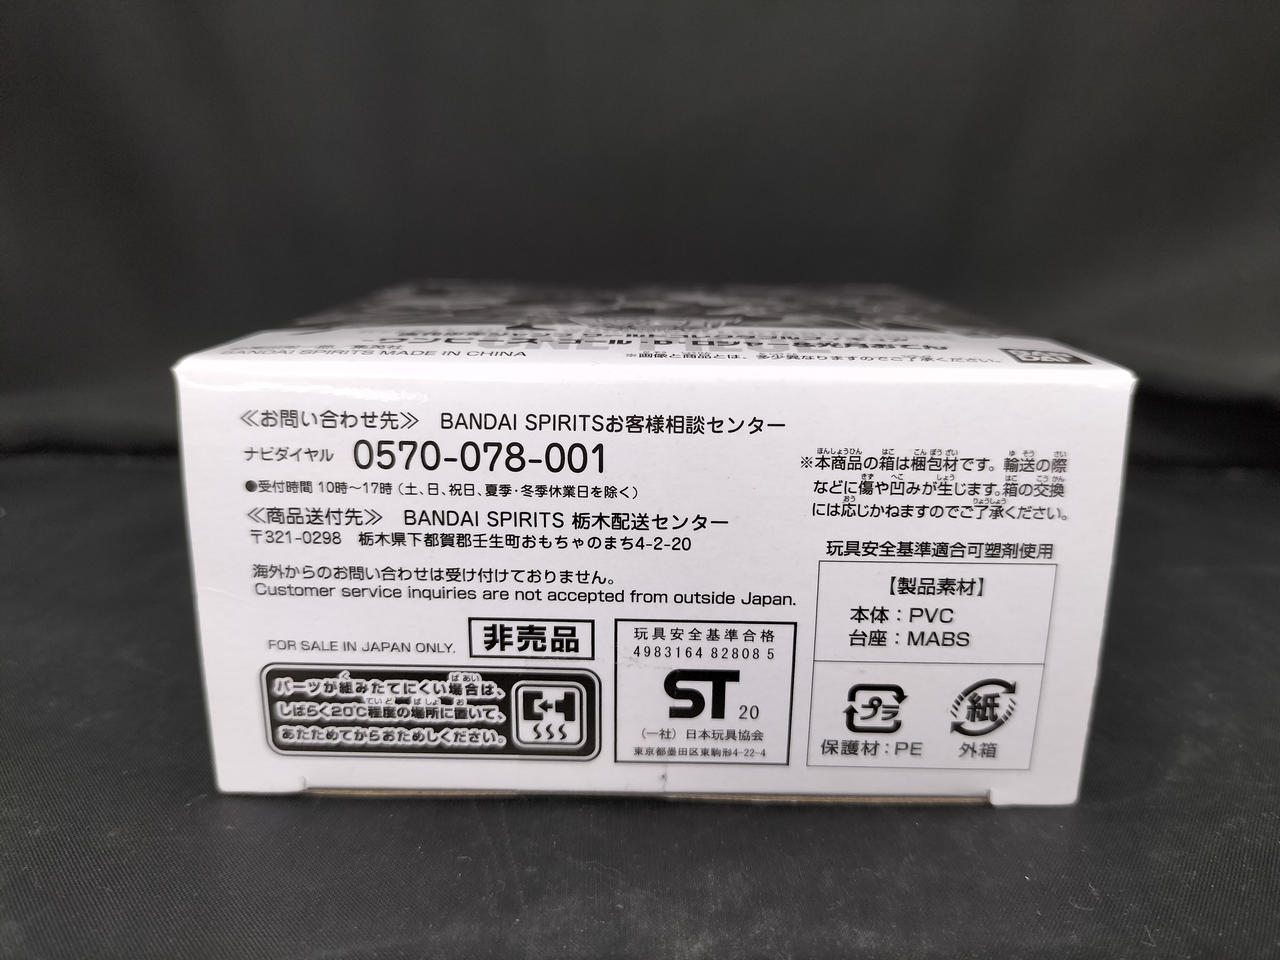 BANDAI SPIRITS MADE IN CHINA
※画像と商品とは、多少異なりますのでご了承ください。
≪お問い合わせ先≫ BANDAI SPIRITSお客様相談センター
ナビダイヤル 0570-078-001
●受付時間 10時〜17時（土、日、祝日、夏季・冬季休業日を除く）
≪商品送付先≫ BANDAI SPIRITS 栃木配送センター
〒321-0298 栃木県下都賀郡壬生町おもちゃのまち4-2-20
海外からのお問い合わせは受け付けておりません。
Customer service inquiries are not accepted from outside Japan.
FOR SALE IN JAPAN ONLY.
非売品
パーツが組みたてにくい場合は、
しばらく20℃程度の場所に置いて、
あたためてからおためしください。
玩具安全基準合格
4983164 82808 5
ST 20
（一社）日本玩具協会
東京都墨田区東駒形4-22-4
※本商品の箱は梱包材です。輸送の際
などに傷や凹みが生じます。箱の交換
には応じかねますのでご了承ください。
玩具安全基準適合可塑剤使用
【製品素材】
本体：PVC
台座：MABS
プラ
保護材：PE
紙
外箱